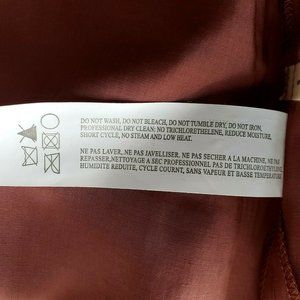 DO NOT WASH, DO NOT BLEACH, DO NOT TUMBLE DRY, DO NOT IRON,
PROFESSIONAL DRY CLEAN: NO TRICHLORETHELENE, REDUCE MOISTURE,
SHORT CYCLE, NO STEAM AND LOW HEAT.
NE PAS LAVER, NE PAS JAVELLISER, NE PAS SECHER A LA MACHINE, NE PAS
REPASSER,NETTOYAGE A SEC PROFESSIONNEL PAS DE TRICHLOROETHYLENE,
HUMIDITE REDUITE, CYCLE COURNT, SANS VAPEUR ET BASSE TEMPERATURE